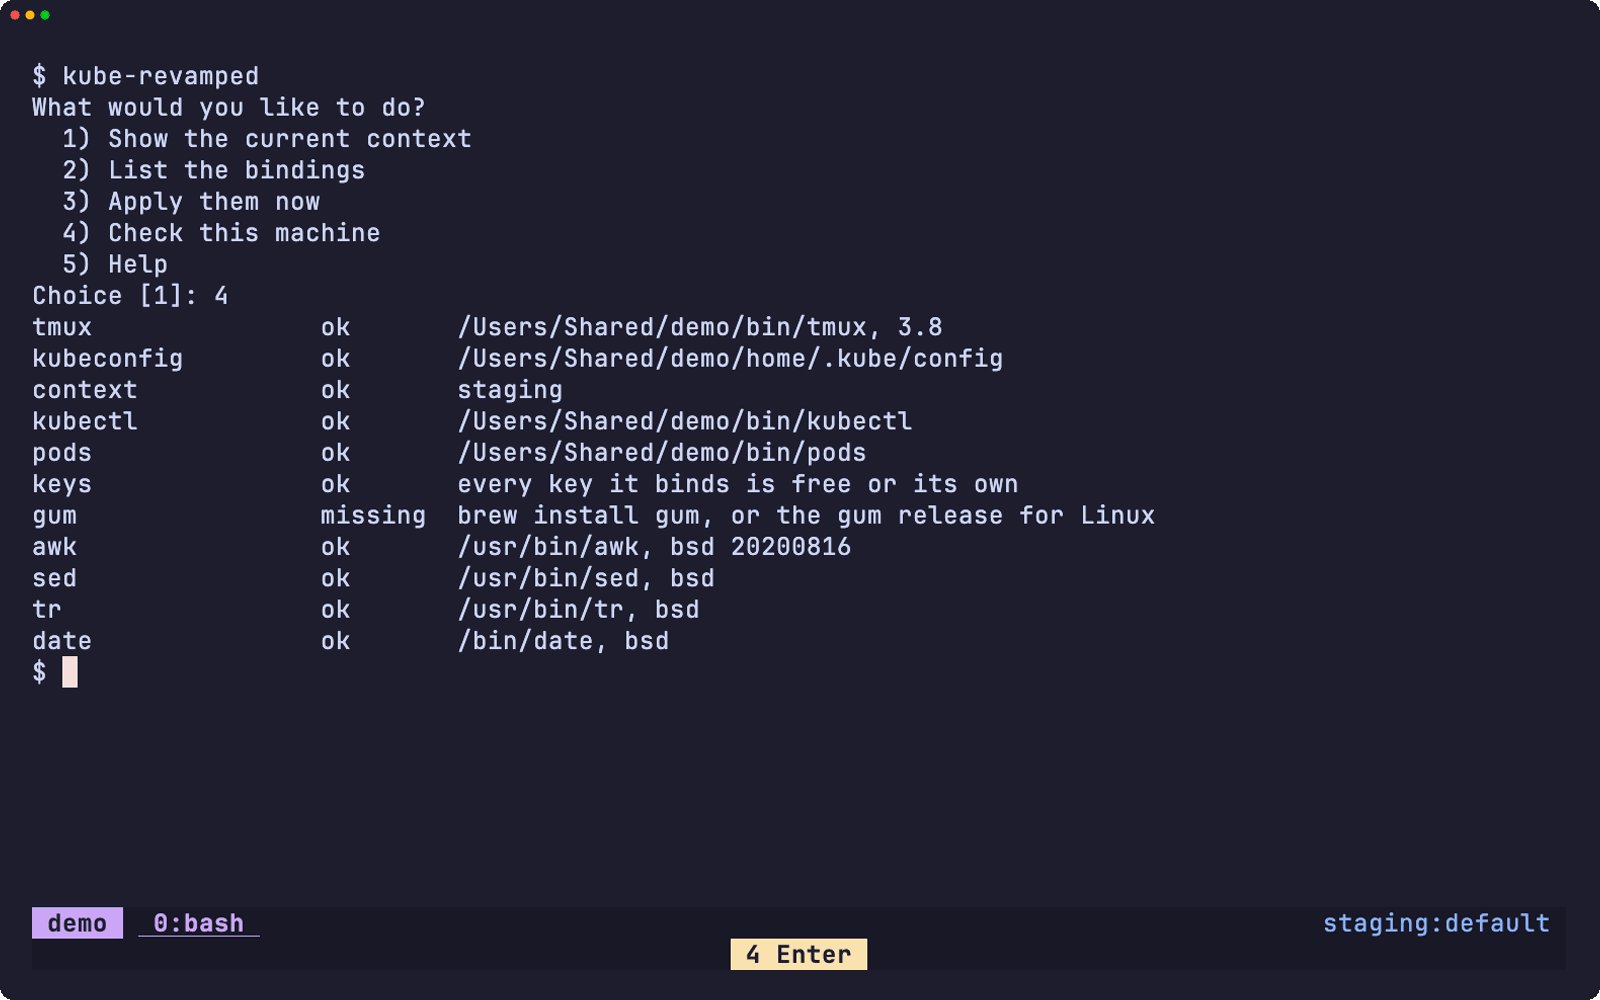 $ kube-revamped
What would you like to do?
  1) Show the current context
  2) List the bindings
  3) Apply them now
  4) Check this machine
  5) Help
Choice [1]: 4
tmux               ok       /Users/Shared/demo/bin/tmux, 3.8
kubeconfig         ok       /Users/Shared/demo/home/.kube/config
context            ok       staging
kubectl            ok       /Users/Shared/demo/bin/kubectl
pods               ok       /Users/Shared/demo/bin/pods
keys               ok       every key it binds is free or its own
gum                missing  brew install gum, or the gum release for Linux
awk                ok       /usr/bin/awk, bsd 20200816
sed                ok       /usr/bin/sed, bsd
tr                 ok       /usr/bin/tr, bsd
date               ok       /bin/date, bsd
$
demo 0:bash staging:default
4 Enter